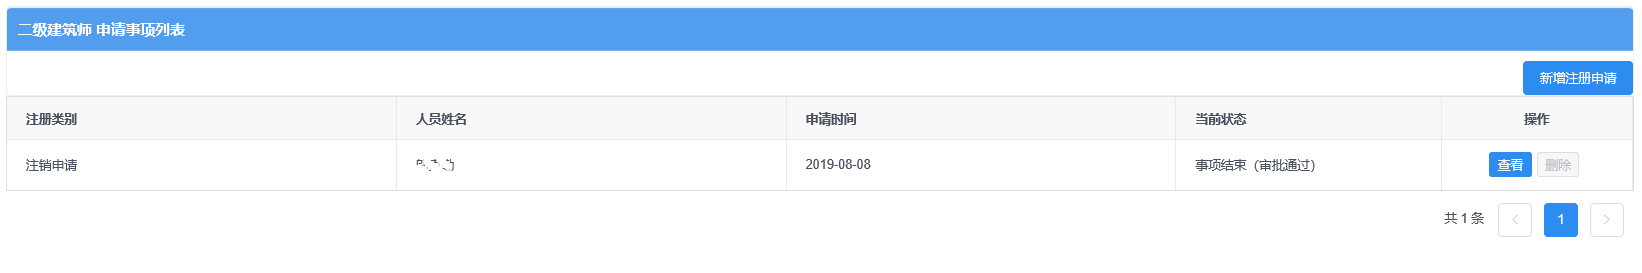 二级建筑师 申请事项列表
新增注册申请
注册类别 人员姓名 申请时间 当前状态 操作
注销申请 2019-08-08 事项结束（审批通过） 查看 删除
共 1 条 1